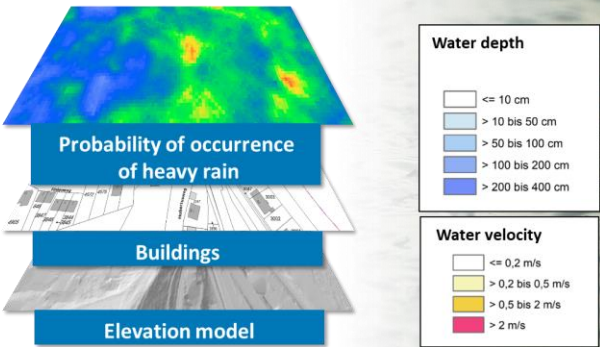 Probability of occurrence
of heavy rain
Buildings
Elevation model
Water depth
<= 10 cm
> 10 bis 50 cm
> 50 bis 100 cm
> 100 bis 200 cm
> 200 bis 400 cm
Water velocity
<= 0,2 m/s
> 0,2 bis 0,5 m/s
> 0,5 bis 2 m/s
> 2 m/s